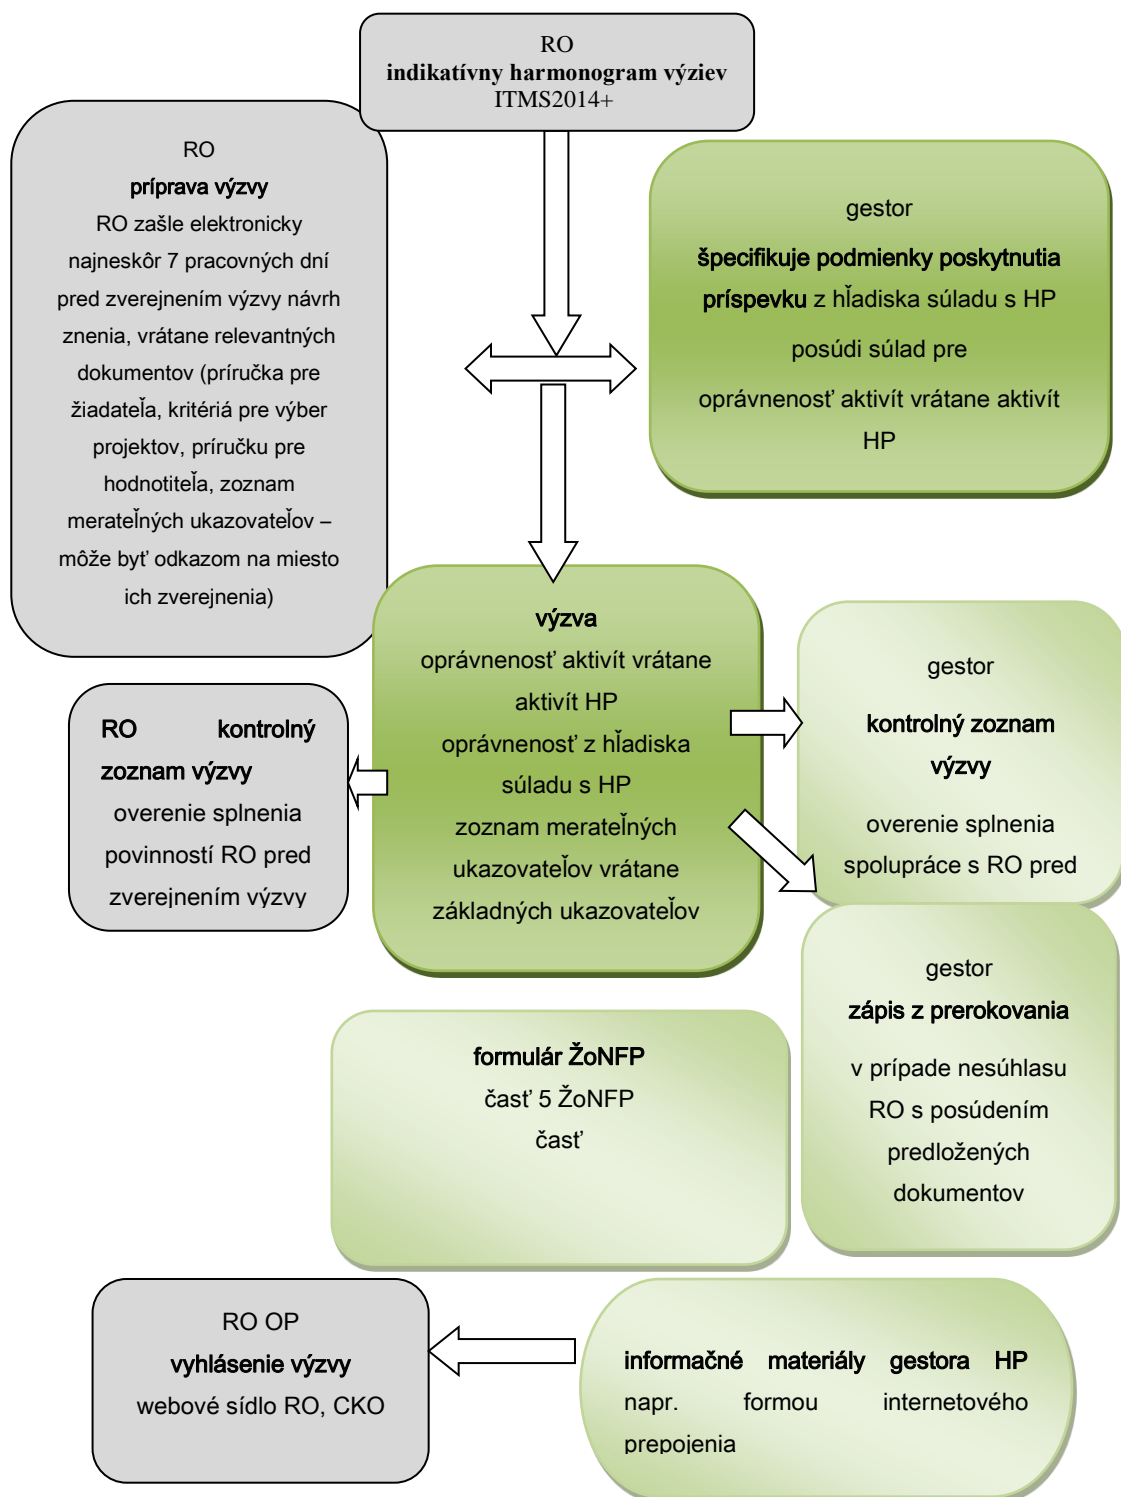 RO
indikatívny harmonogram výziev
ITMS2014+
RO
príprava výzvy
RO zašle elektronicky
najneskôr 7 pracovných dní
pred zverejnením výzvy návrh
znenia, vrátane relevantných
dokumentov (príručka pre
žiadateľa, kritériá pre výber
projektov, príručku pre
hodnotiteľa, zoznam
merateľných ukazovateľov –
môže byť odkazom na miesto
ich zverejnenia)
gestor
špecifikuje podmienky poskytnutia
príspevku z hľadiska súladu s HP
posúdi súlad pre
oprávnenosť aktivít vrátane aktivít
HP
výzva
oprávnenosť aktivít vrátane
aktivít HP
oprávnenosť z hľadiska
súladu s HP
zoznam merateľných
ukazovateľov vrátane
základných ukazovateľov
RO kontrolný
zoznam výzvy
overenie splnenia
povinností RO pred
zverejnením výzvy
gestor
kontrolný zoznam
výzvy
overenie splnenia
spolupráce s RO pred
gestor
zápis z prerokovania
v prípade nesúhlasu
RO s posúdením
predložených
dokumentov
formulár ŽoNFP
časť 5 ŽoNFP
časť
RO OP
vyhlásenie výzvy
webové sídlo RO, CKO
informačné materiály gestora HP
napr. formou internetového
prepojenia